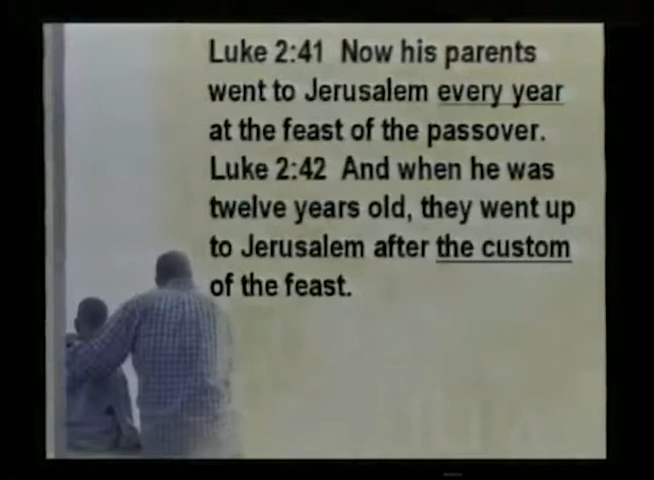 Luke 2:41  Now his parents
went to Jerusalem every year
at the feast of the passover.
Luke 2:42  And when he was
twelve years old, they went up
to Jerusalem after the custom
of the feast.